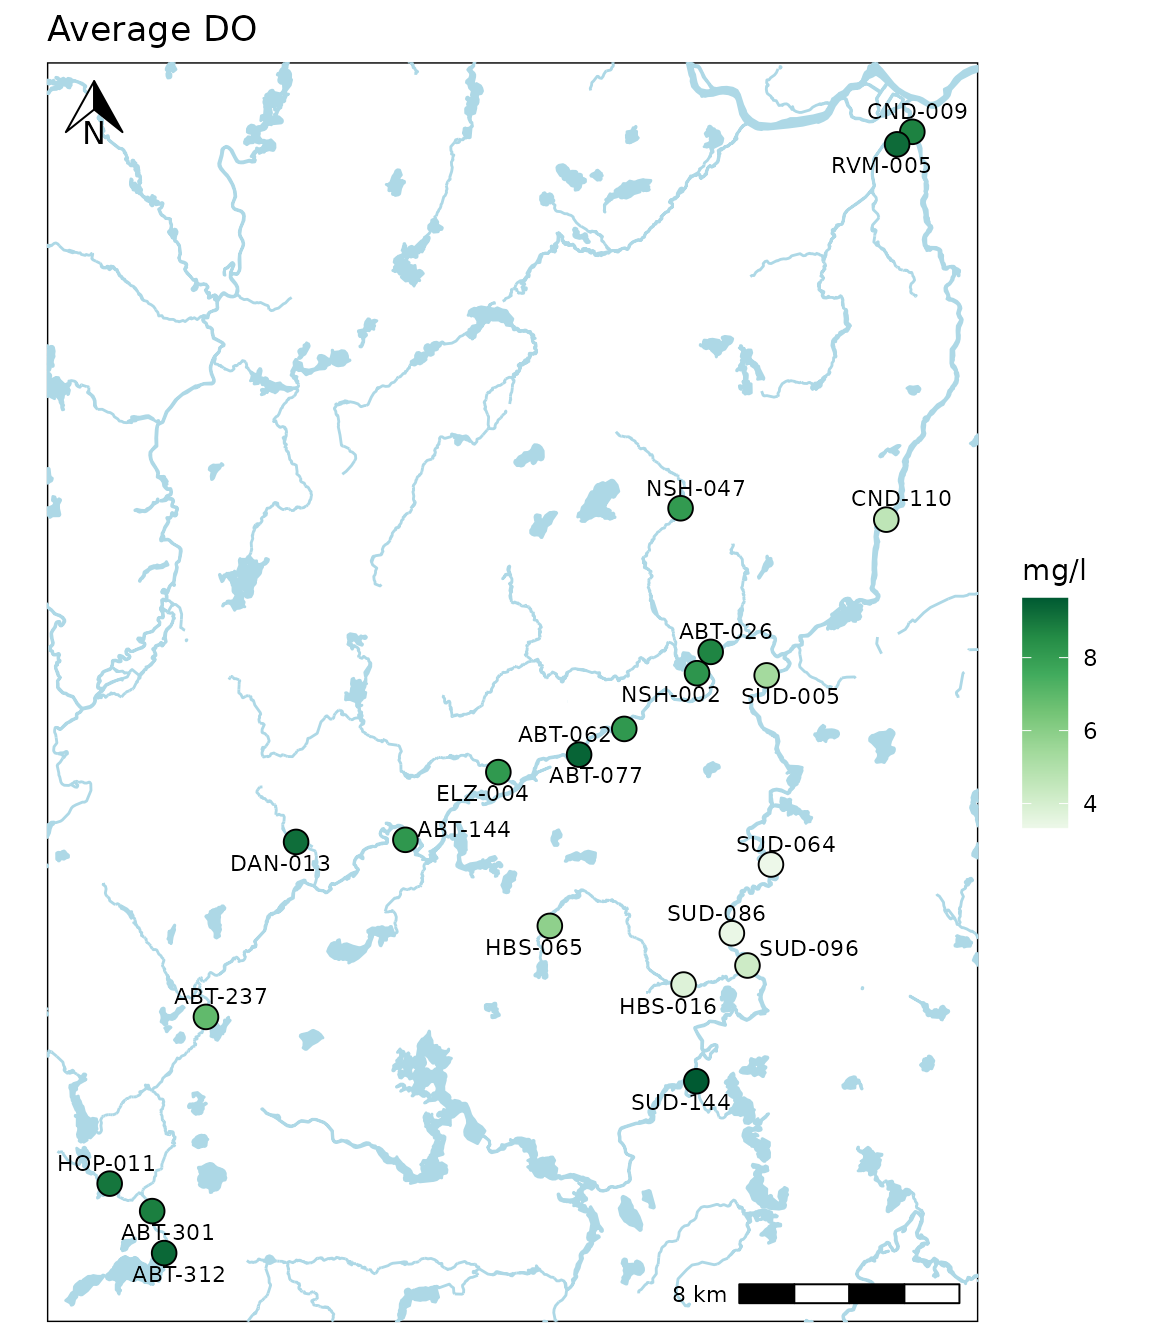 Average DO
N
CND-009
RVM-005
NSH-047
CND-110
mg/l
ABT-026
NSH-002
SUD-005
8
ABT-062
6
ABT-077
ELZ-004
4
ABT-144
SUD-064
DAN-013
SUD-086
HBS-065
SUD-096
ABT-237
HBS-016
SUD-144
HOP-011
ABT-301
ABT-312
8 km